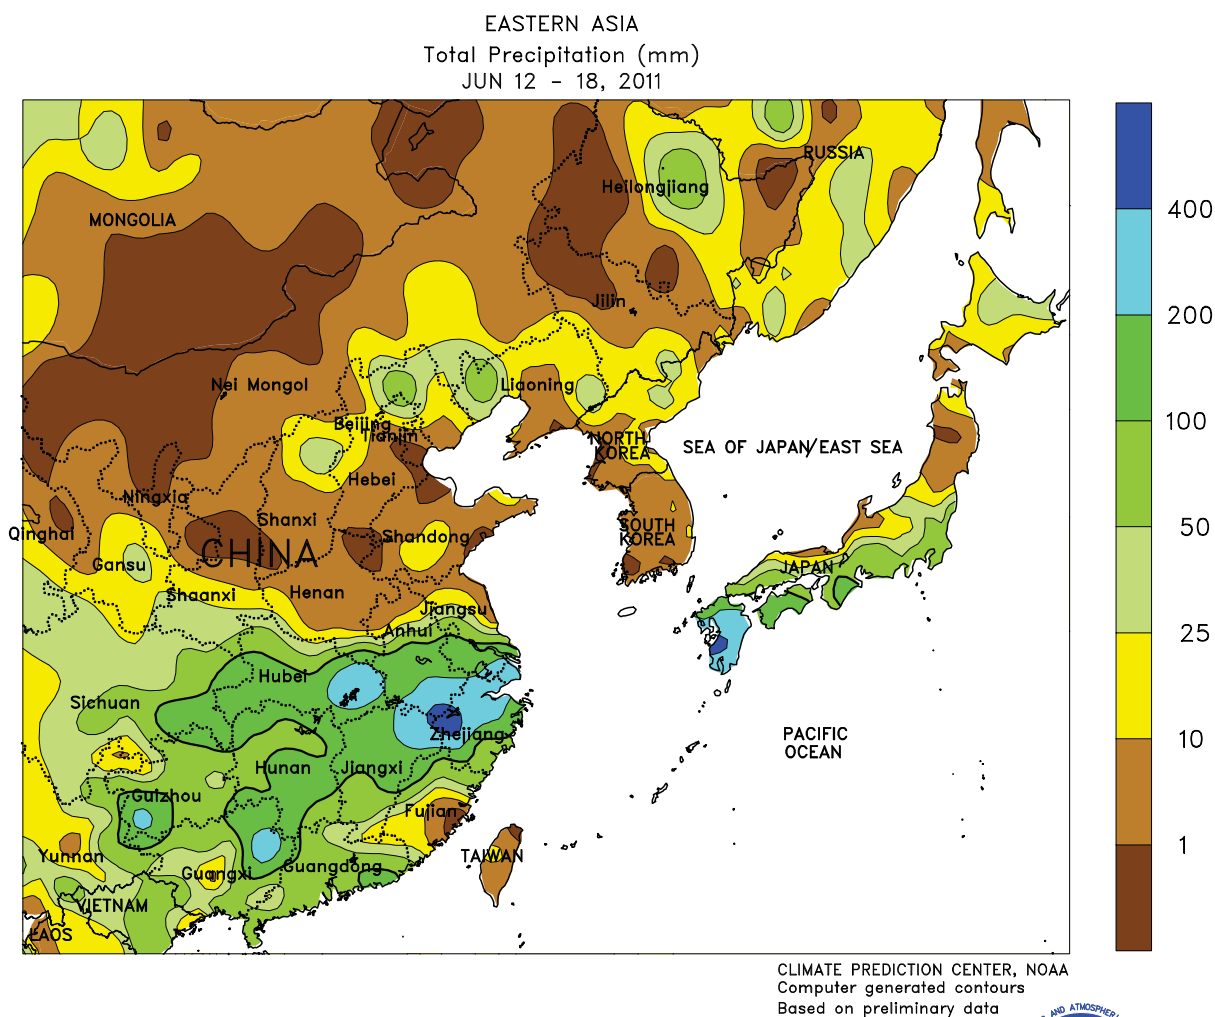 EASTERN ASIA
Total Precipitation (mm)
JUN 12 - 18, 2011
RUSSIA
Heilongjiang
MONGOLIA
400
Jilin
200
Nei Mongol
Liaoning
Beijing
Tianjin
100
NORTH
KOREA
SEA OF JAPAN/EAST SEA
Hebei
Ningxia
Shanxi
50
Qinghai
CHINA
Shandong
SOUTH
KOREA
Gansu
JAPAN
Shaanxi
Henan
Jiangsu
Anhui
25
Hubei
Sichuan
Zhejiang
PACIFIC
OCEAN
10
Hunan
Jiangxi
Guizhou
Fujian
1
Yunnan
TAIWAN
Guangxi
Guangdong
VIETNAM
LAOS
CLIMATE PREDICTION CENTER, NOAA
Computer generated contours
Based on preliminary data
AND ATMOSPHER